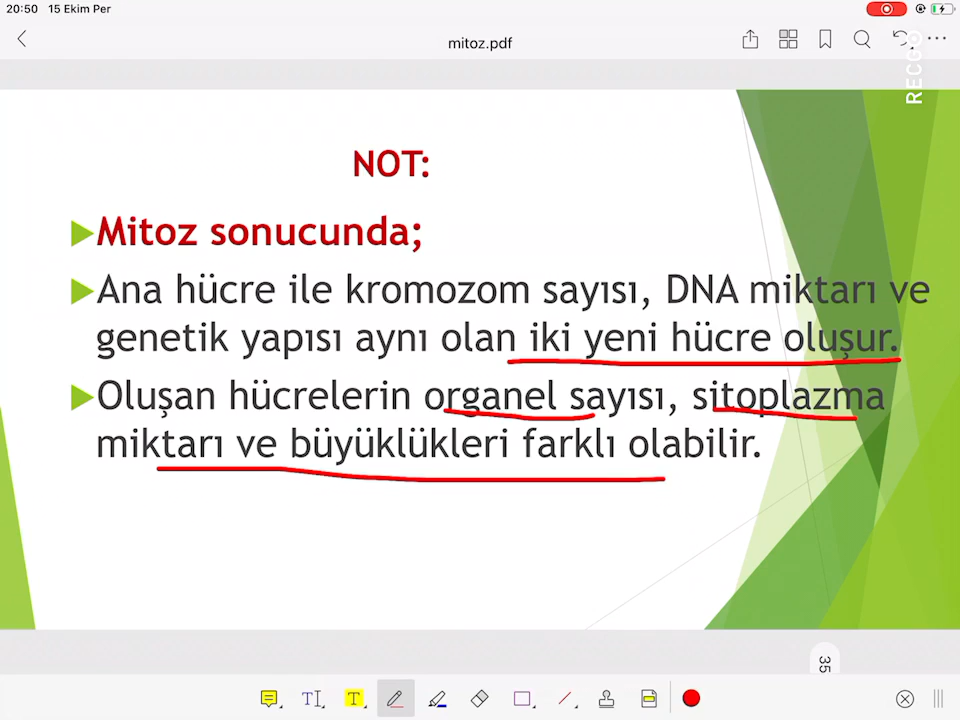 20:50 15 Ekim Per
mitoz.pdf
RECGO
NOT:
Mitoz sonucunda;
Ana hücre ile kromozom sayısı, DNA miktarı ve
genetik yapısı aynı olan iki yeni hücre oluşur.
Oluşan hücrelerin organel sayısı, sitoplazma
miktarı ve büyüklükleri farklı olabilir.
35
T
T